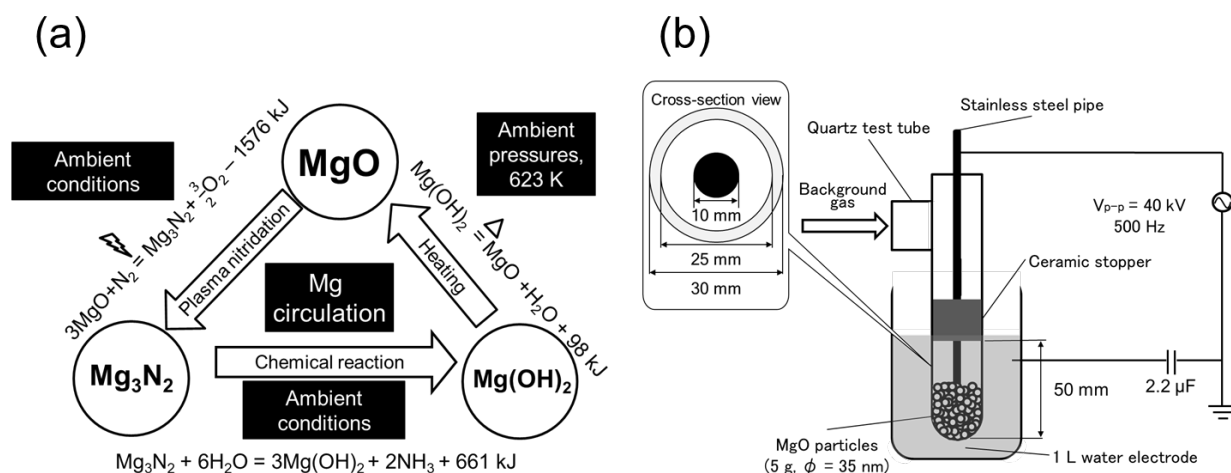 (a)
Ambient
conditions
3MgO+N₂ = Mg₃N₂+ 3/2 O₂ – 1576 kJ
MgO
Ambient
pressures,
623 K
Plasma nitridation
Mg(OH)₂ = MgO +H₂O + 98 kJ
Heating
Mg
circulation
Mg₃N₂
Chemical reaction
Mg(OH)₂
Ambient
conditions
Mg₃N₂ + 6H₂O = 3Mg(OH)₂ + 2NH₃ + 661 kJ
(b)
Cross-section view
10 mm
25 mm
30 mm
Stainless steel pipe
Quartz test tube
Background
gas
Vp-p = 40 kV
500 Hz
Ceramic stopper
50 mm
2.2 μF
MgO particles
(5 g, ϕ = 35 nm)
1 L water electrode